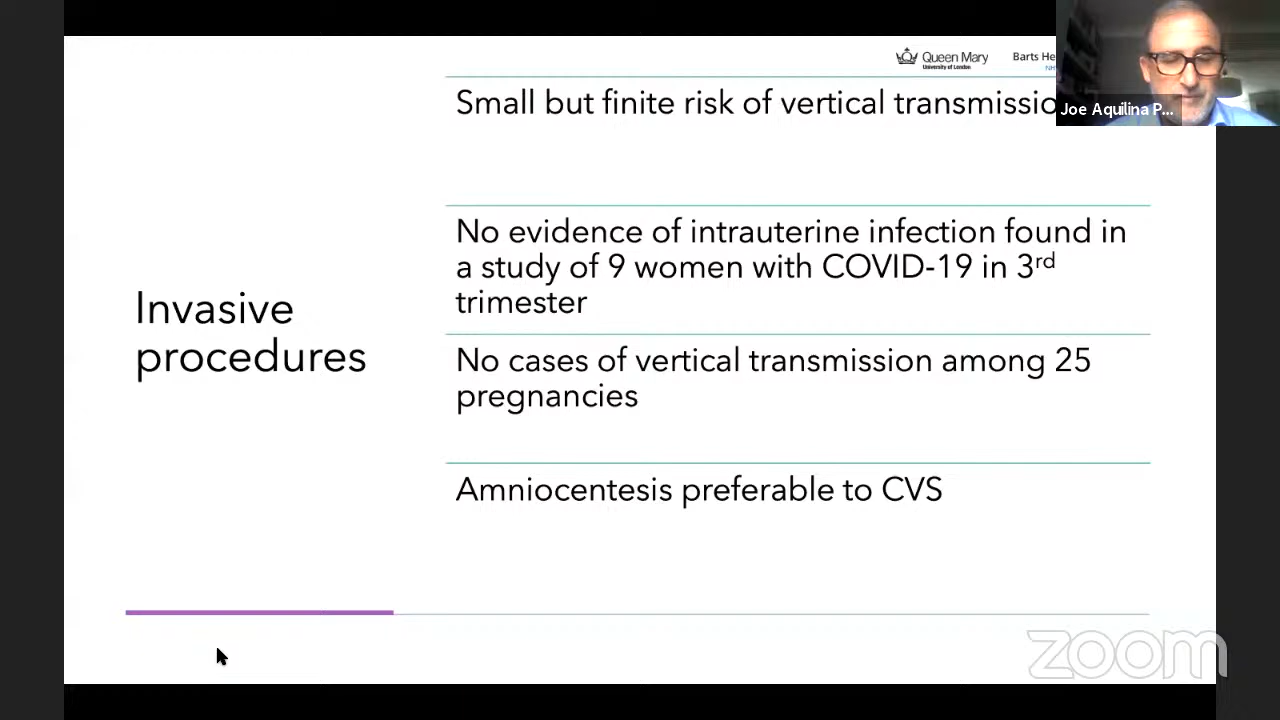 Queen Mary
University of London
Barts He
NH
Joe Aquilina P...
Small but finite risk of vertical transmissio
No evidence of intrauterine infection found in
a study of 9 women with COVID-19 in 3rd
trimester
Invasive
procedures
No cases of vertical transmission among 25
pregnancies
Amniocentesis preferable to CVS
zoom